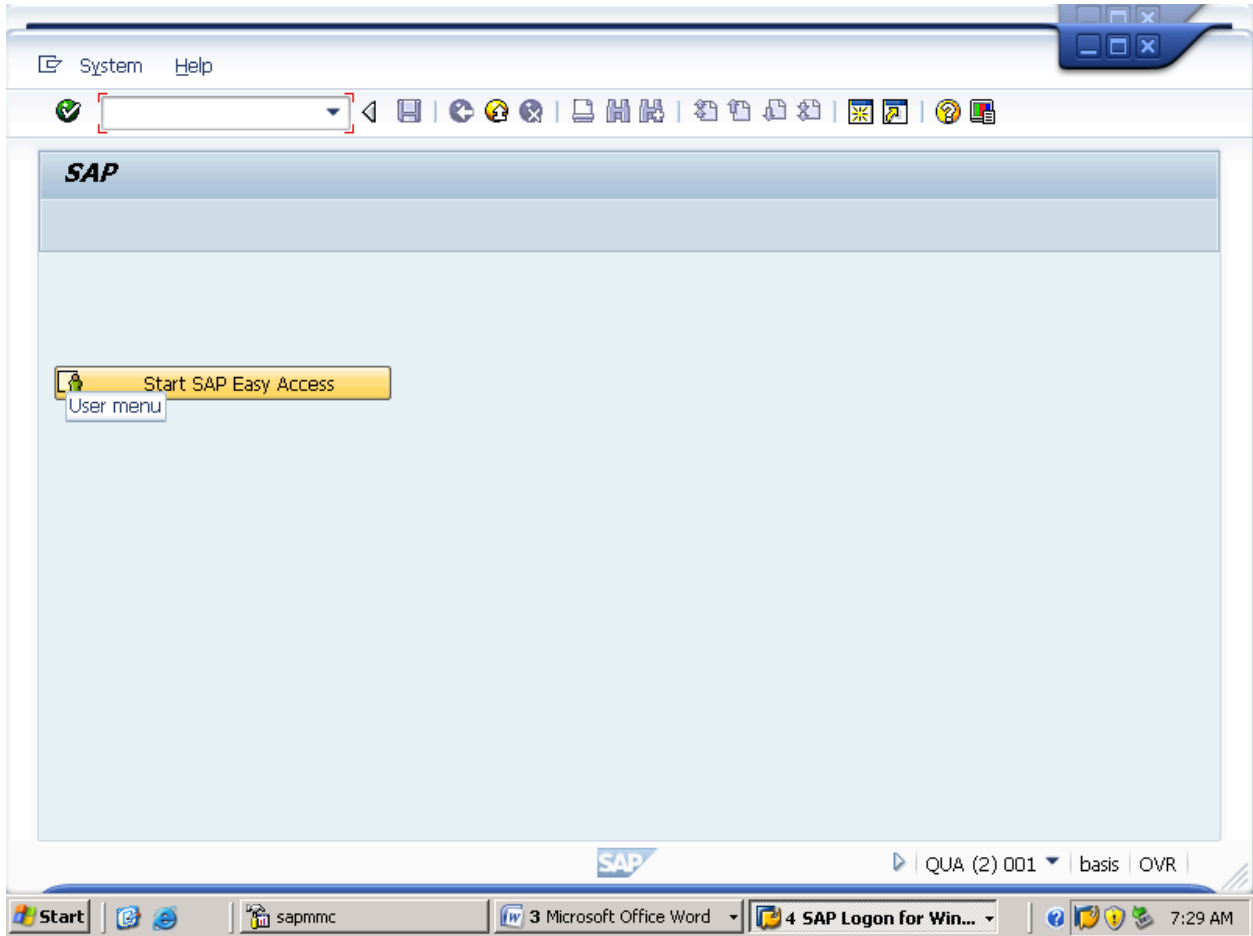 System Help
SAP
Start SAP Easy Access
User menu
SAP
QUA (2) 001 basis OVR
Start sapmmc 3 Microsoft Office Word 4 SAP Logon for Win... 7:29 AM